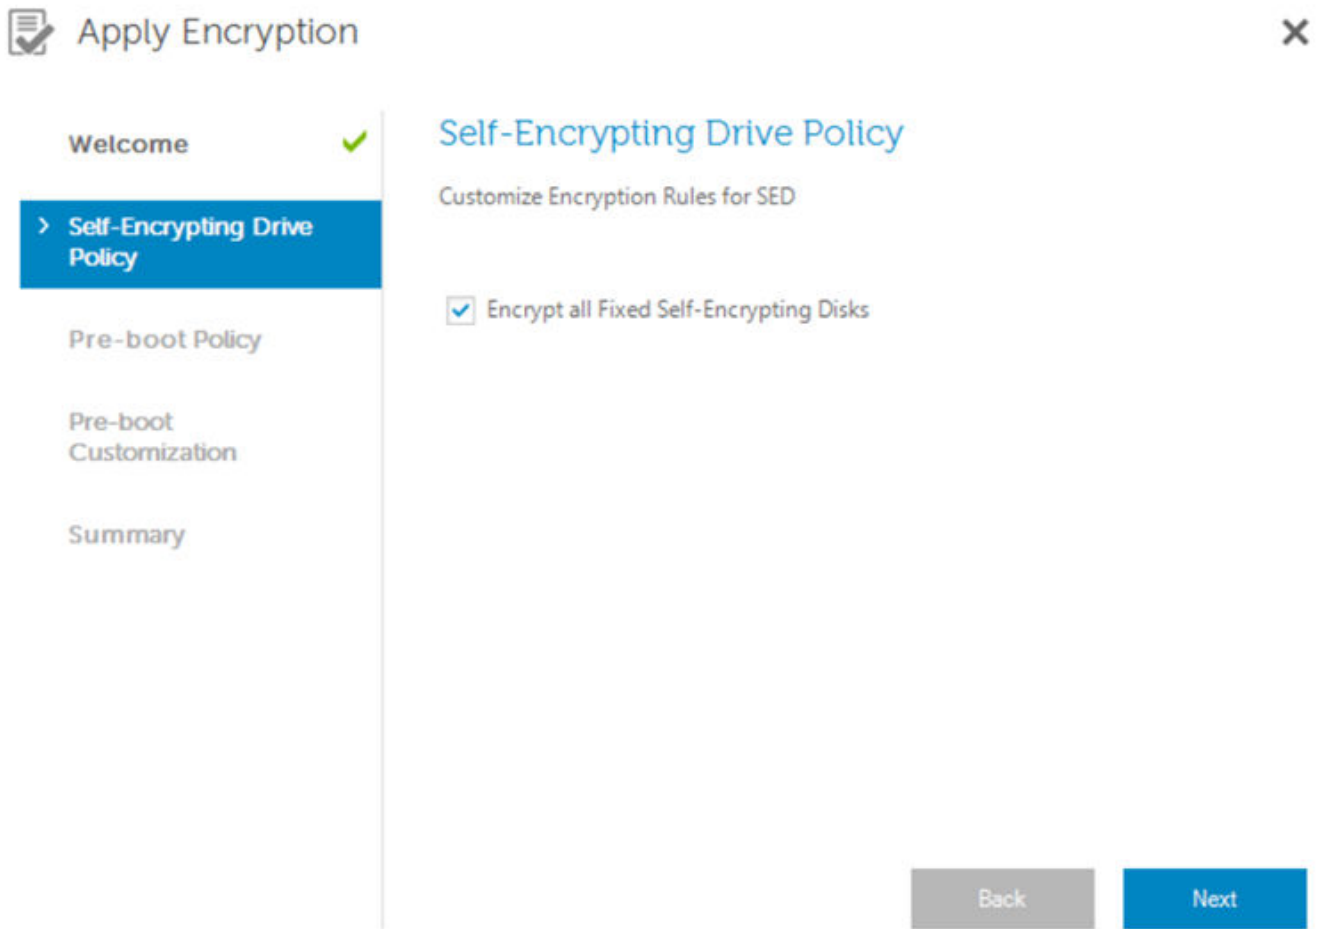 Apply Encryption
Welcome
Self-Encrypting Drive
Policy
Pre-boot Policy
Pre-boot
Customization
Summary
Self-Encrypting Drive Policy
Customize Encryption Rules for SED
Encrypt all Fixed Self-Encrypting Disks
Back
Next